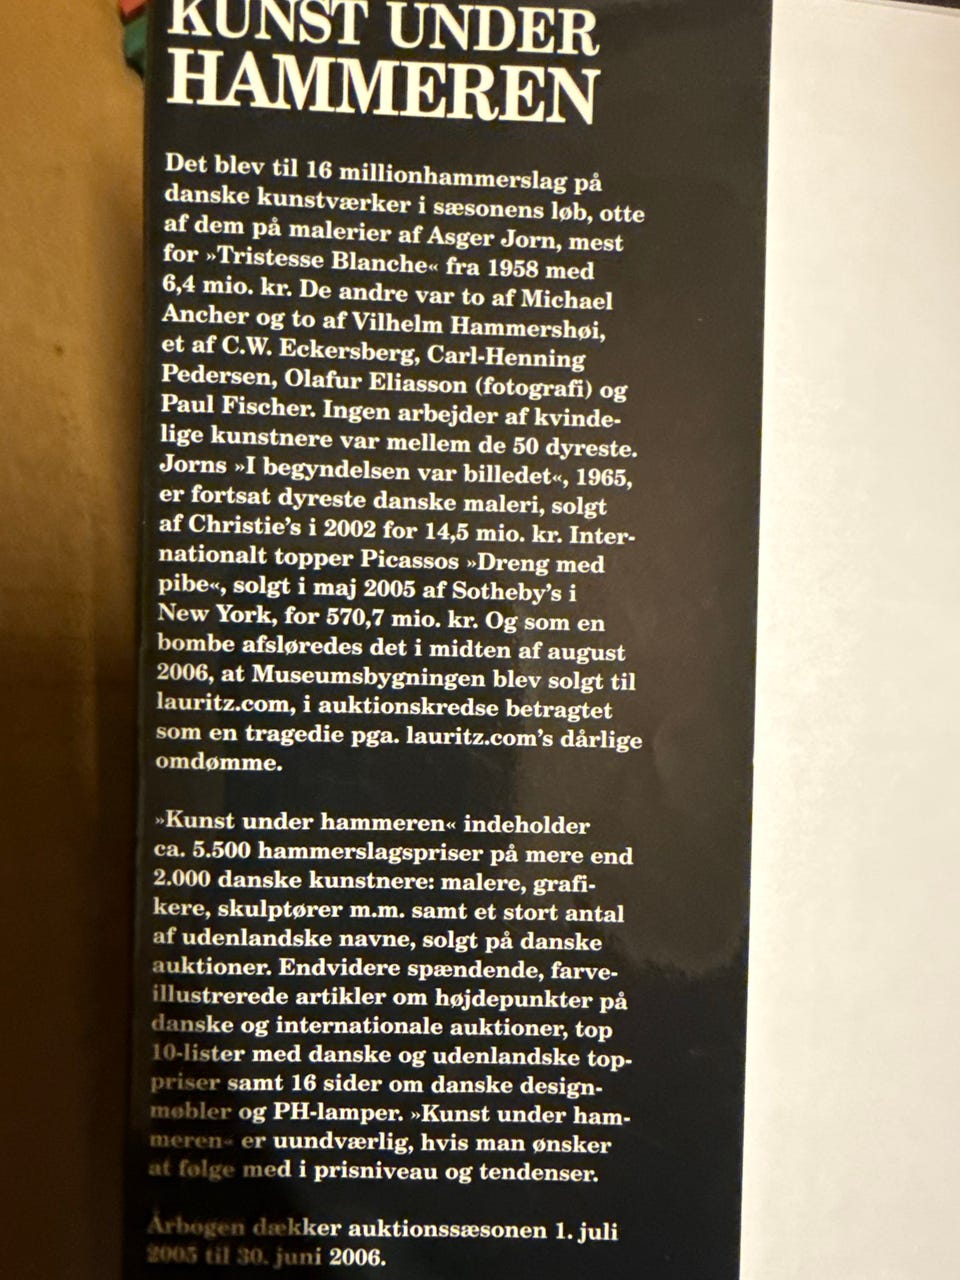 KUNST UNDER
HAMMEREN
Det blev til 16 millionhammerslag på
danske kunstværker i sæsonens løb, otte
af dem på malerier af Asger Jorn, mest
for »Tristesse Blanche« fra 1958 med
6,4 mio. kr. De andre var to af Michael
Ancher og to af Vilhelm Hammershøi,
et af C.W. Eckersberg, Carl-Henning
Pedersen, Olafur Eliasson (fotografi) og
Paul Fischer. Ingen arbejder af kvinde-
lige kunstnere var mellem de 50 dyreste.
Jorns »I begyndelsen var billedet«, 1965,
er fortsat dyreste danske maleri, solgt
af Christie's i 2002 for 14,5 mio. kr. Inter-
nationalt topper Picassos »Dreng med
pibe«, solgt i maj 2005 af Sotheby's i
New York, for 570,7 mio. kr. Og som en
bombe afsløredes det i midten af august
2006, at Museumsbygningen blev solgt til
lauritz.com, i auktionskredse betragtet
som en tragedie pga. lauritz.com's dårlige
omdømme.
»Kunst under hammeren« indeholder
ca. 5.500 hammerslagspriser på mere end
2.000 danske kunstnere: malere, grafi-
kere, skulptører m.m. samt et stort antal
af udenlandske navne, solgt på danske
auktioner. Endvidere spændende, farve-
illustrerede artikler om højdepunkter på
danske og internationale auktioner, top
10-lister med danske og udenlandske top-
priser samt 16 sider om danske design-
møbler og PH-lamper. »Kunst under ham-
meren« er uundværlig, hvis man ønsker
at følge med i prisniveau og tendenser.
Årbogen dækker auktionssæsonen 1. juli
2005 til 30. juni 2006.